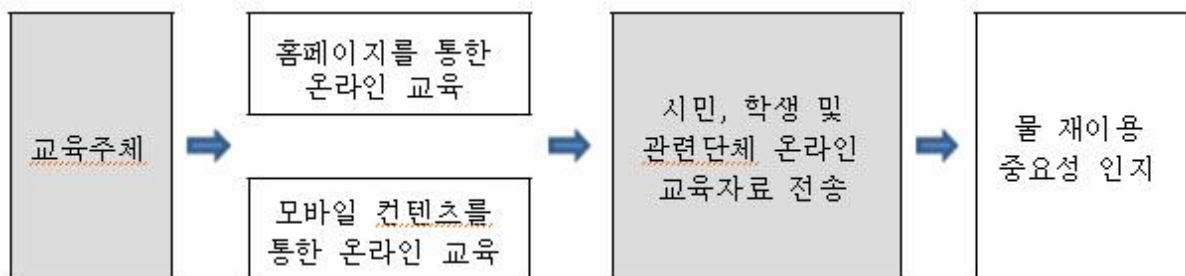 교육주체
홈페이지를 통한
온라인 교육
모바일 컨텐츠를
통한 온라인 교육
시민, 학생 및
관련단체 온라인
교육자료 전송
물 재이용
중요성 인지